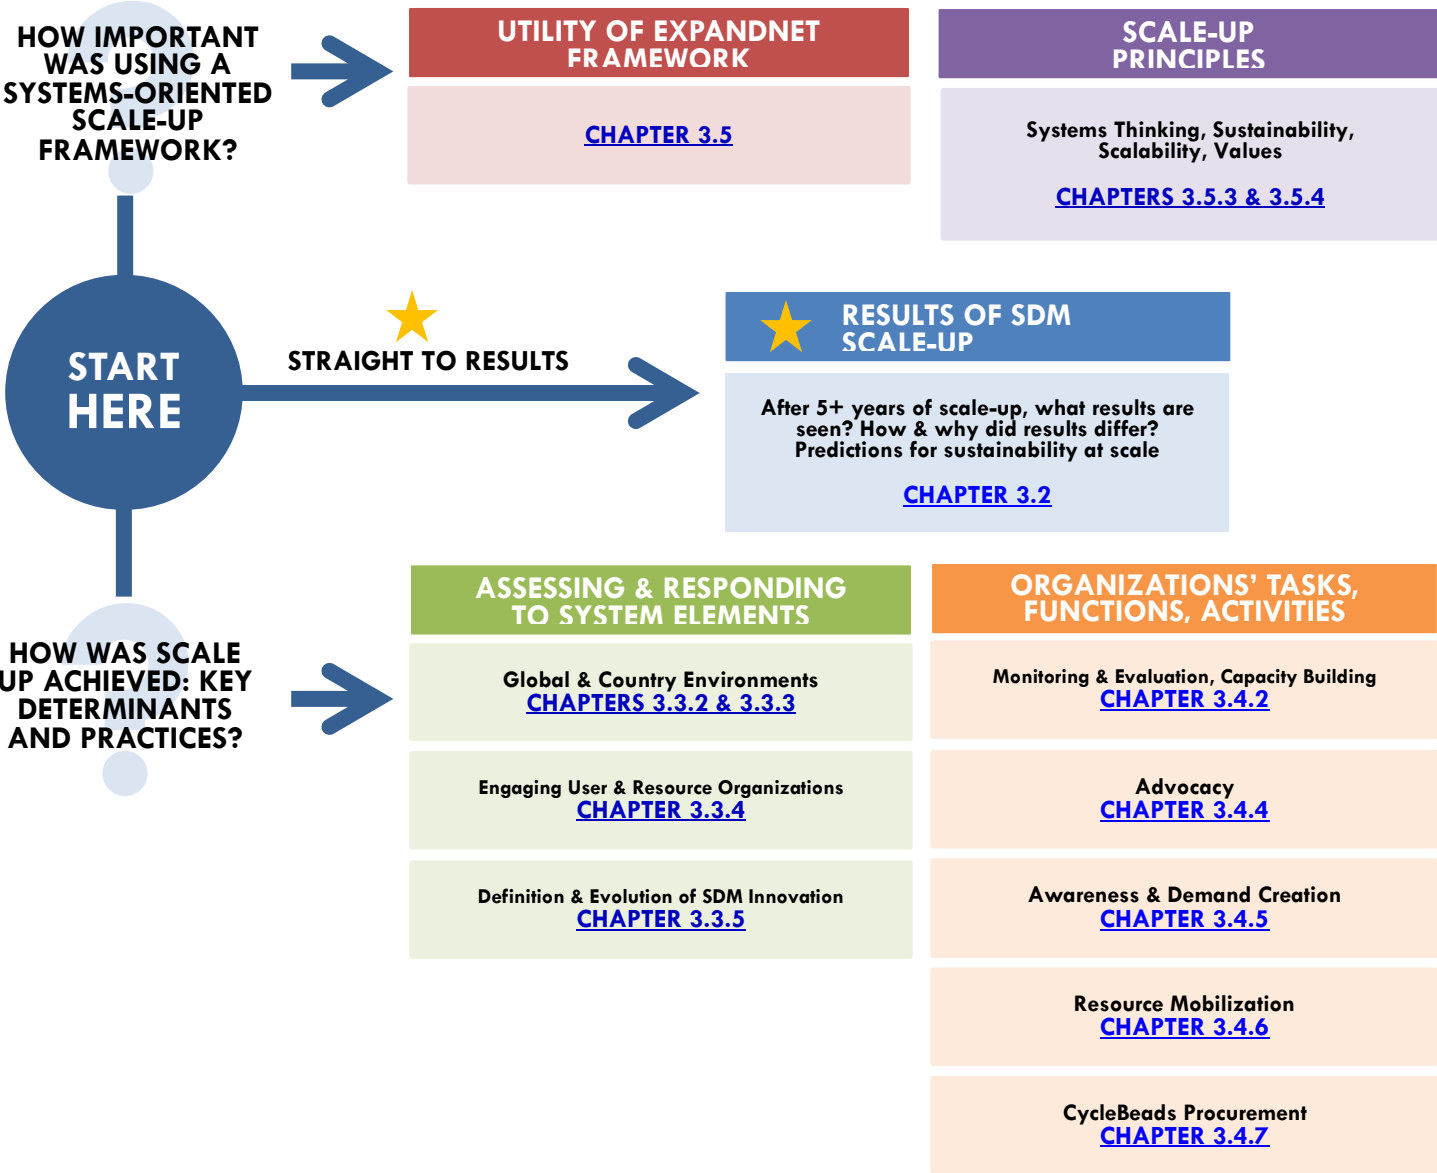 HOW IMPORTANT
WAS USING A
SYSTEMS-ORIENTED
SCALE-UP
FRAMEWORK?
UTILITY OF EXPANDNET
FRAMEWORK
CHAPTER 3.5
SCALE-UP
PRINCIPLES
Systems Thinking, Sustainability,
Scalability, Values
CHAPTERS 3.5.3 & 3.5.4
START
HERE
STRAIGHT TO RESULTS
RESULTS OF SDM
SCALE-UP
After 5+ years of scale-up, what results are
seen? How & why did results differ?
Predictions for sustainability at scale
CHAPTER 3.2
HOW WAS SCALE
UP ACHIEVED: KEY
DETERMINANTS
AND PRACTICES?
ASSESSING & RESPONDING
TO SYSTEM ELEMENTS
Global & Country Environments
CHAPTERS 3.3.2 & 3.3.3
Engaging User & Resource Organizations
CHAPTER 3.3.4
Definition & Evolution of SDM Innovation
CHAPTER 3.3.5
ORGANIZATIONS' TASKS,
FUNCTIONS, ACTIVITIES
Monitoring & Evaluation, Capacity Building
CHAPTER 3.4.2
Advocacy
CHAPTER 3.4.4
Awareness & Demand Creation
CHAPTER 3.4.5
Resource Mobilization
CHAPTER 3.4.6
CycleBeads Procurement
CHAPTER 3.4.7